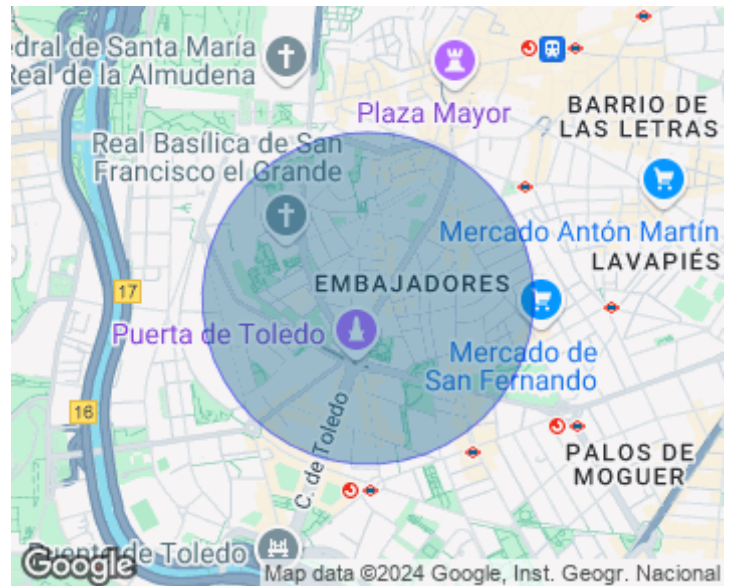 edral de Santa María
Real de la Almudena
Plaza Mayor
BARRIO DE
LAS LETRAS
Real Basílica de San
Francisco el Grande
Mercado Antón Martín
LAVAPIÉS
EMBAJADORES
17
Puerta de Toledo
Mercado de
San Fernando
16
C. de Toledo
PALOS DE
MOGUER
Puente de Toledo
Google
Map data ©2024 Google, Inst. Geogr. Nacional